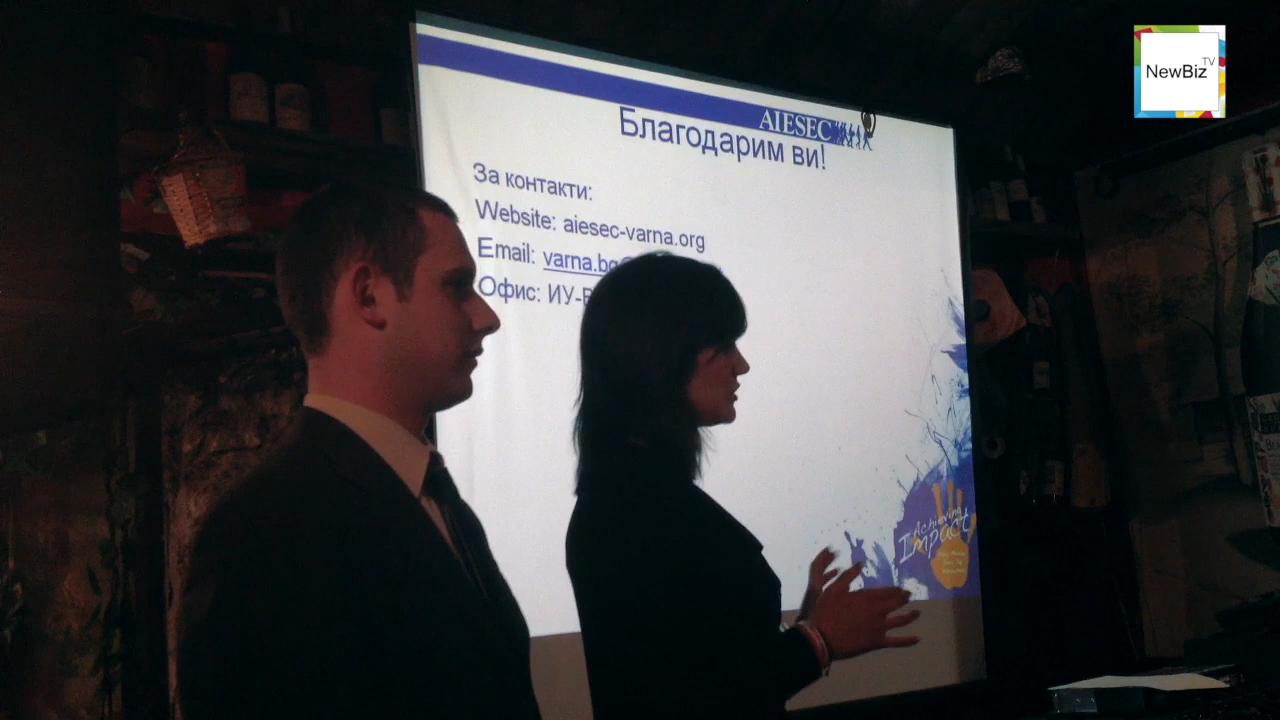 NewBiz TV
AIESEC
Благодарим ви!
За контакти:
Website: aiesec-varna.org
Email: varna.bg
Офис: ИУ-
Achieving
Impact